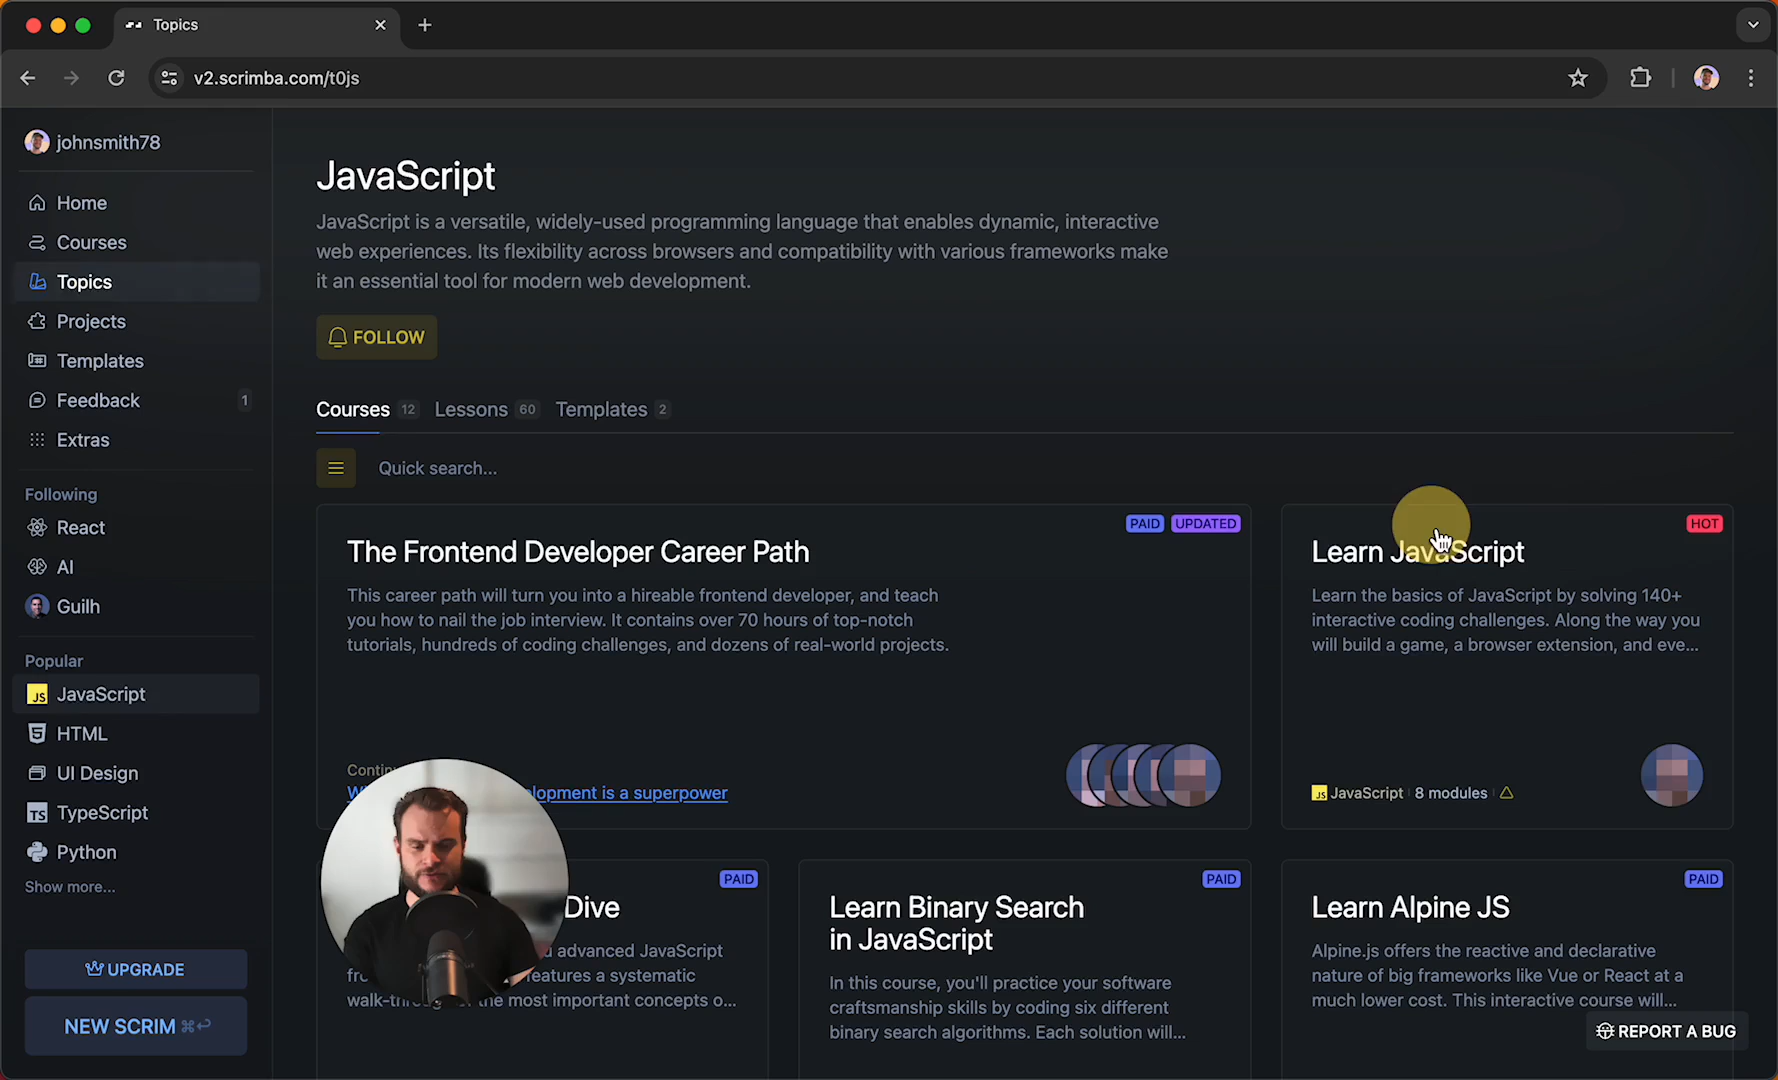 Topics
v2.scrimba.com/t0js
johnsmith78
Home
Courses
Topics
Projects
Templates
Feedback 1
Extras
Following
React
AI
Guilh
Popular
JS JavaScript
HTML
UI Design
TS TypeScript
Python
Show more...
UPGRADE
NEW SCRIM ⌘↩
JavaScript
JavaScript is a versatile, widely-used programming language that enables dynamic, interactive
web experiences. Its flexibility across browsers and compatibility with various frameworks make
it an essential tool for modern web development.
FOLLOW
Courses 12 Lessons 60 Templates 2
Quick search...
PAID UPDATED
The Frontend Developer Career Path
This career path will turn you into a hireable frontend developer, and teach
you how to nail the job interview. It contains over 70 hours of top-notch
tutorials, hundreds of coding challenges, and dozens of real-world projects.
is a superpower
HOT
Learn JavaScript
Learn the basics of JavaScript by solving 140+
interactive coding challenges. Along the way you
will build a game, a browser extension, and eve...
JS JavaScript 8 modules
PAID
Dive
advanced JavaScript
features a systematic
the most important concepts o...
PAID
Learn Binary Search
in JavaScript
In this course, you'll practice your software
craftsmanship skills by coding six different
binary search algorithms. Each solution will...
PAID
Learn Alpine JS
Alpine.js offers the reactive and declarative
nature of big frameworks like Vue or React at a
much lower cost. This interactive course will...
REPORT A BUG